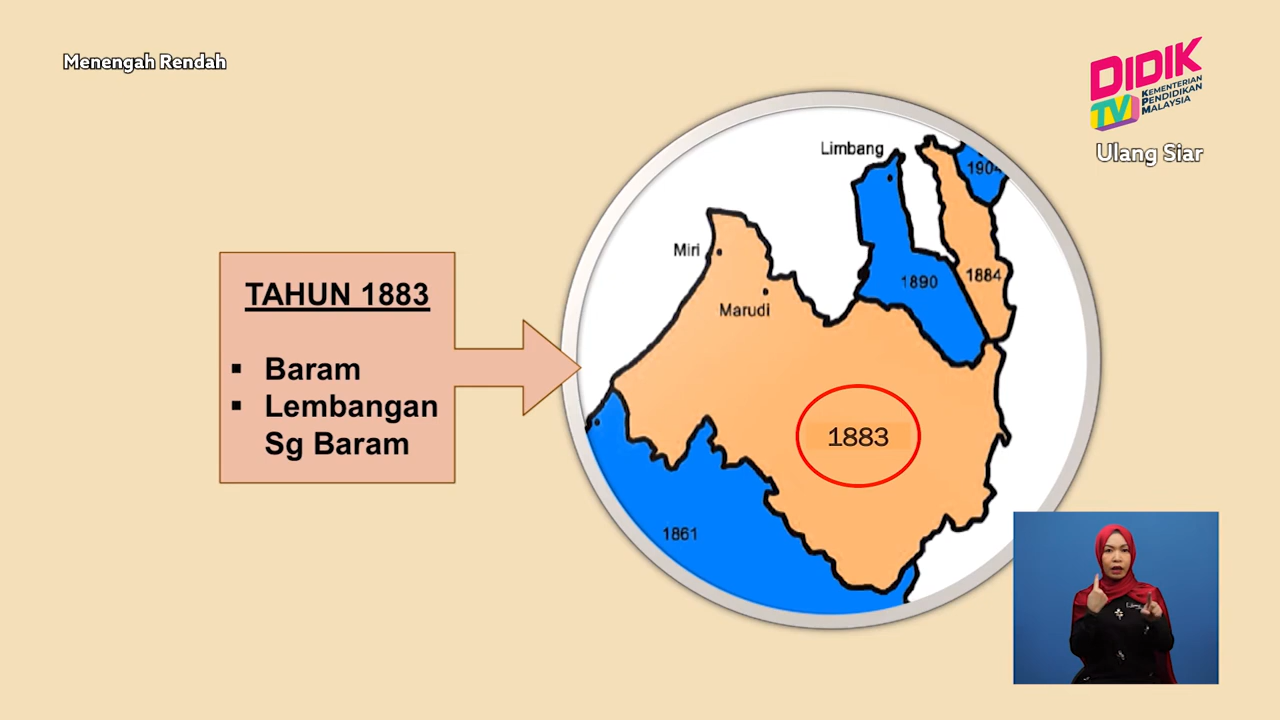 Menengah Rendah
DIDIK
TV
KEMENTERIAN
PENDIDIKAN
MALAYSIA
Ulang Siar
Limbang
1904
Miri
1884
1890
Marudi
TAHUN 1883
▪ Baram
▪ Lembangan
Sg Baram
1883
1861